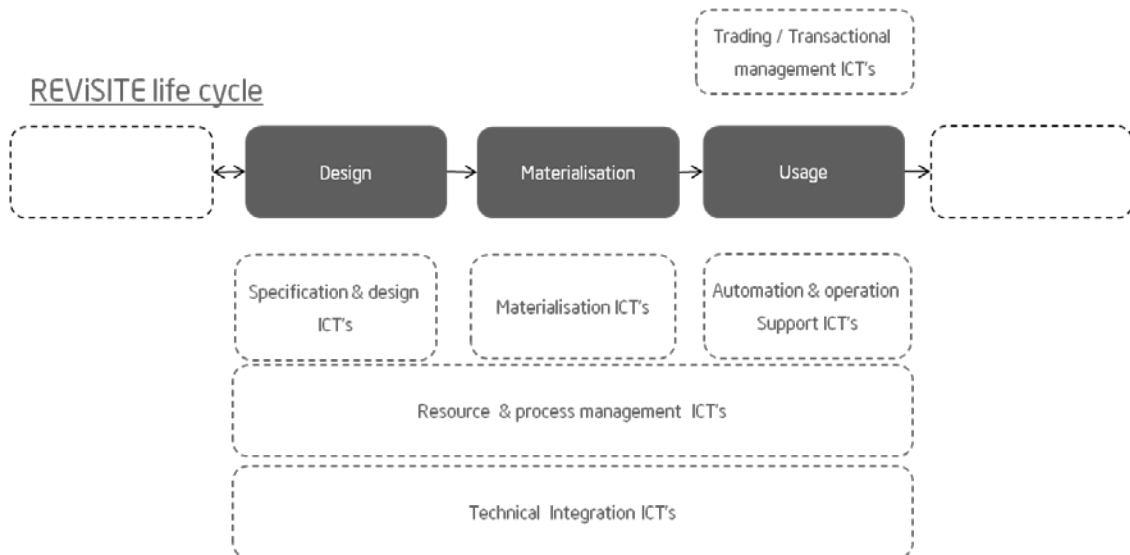 Trading / Transactional
management ICT's
REViSITE life cycle
Design
Materialisation
Usage
Specification & design
ICT's
Materialisation ICT's
Automation & operation
Support ICT's
Resource & process management ICT's
Technical Integration ICT's